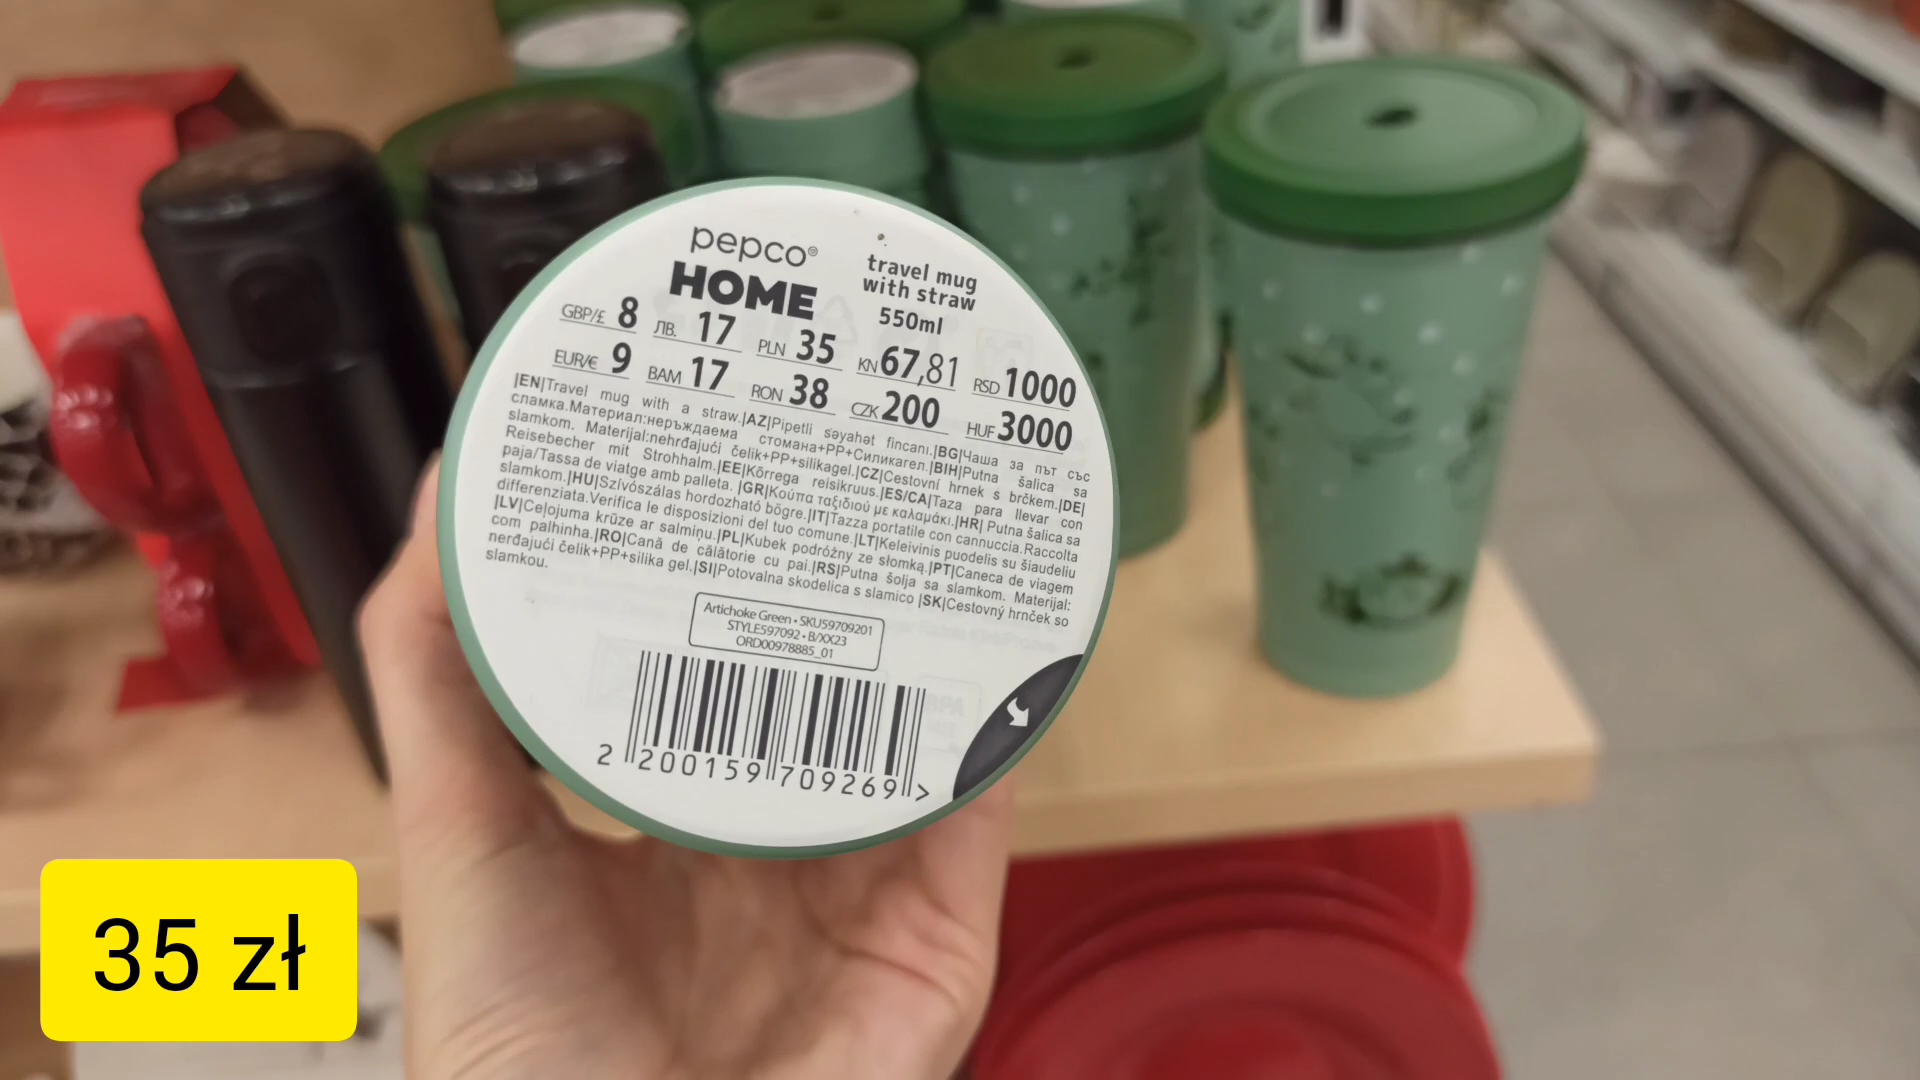 pepco®
HOME
travel mug
with straw
550ml
GBP/£ 8 ЛВ. 17 PLN 35 KN 67,81 RSD 1000
EUR/€ 9 BAM 17 RON 38 CZK 200 HUF 3000
|EN|Travel mug with a straw.|AZ|Pipetli səyahət fincanı.|BG|Чаша за път със
сламка.Материал:неръждаема стомана+PP+Силикагел.|BIH|Putna šalica sa
slamkom. Materijal:nehrđajući čelik+PP+silikagel.|CZ|Cestovní hrnek s brčkem.|DE|
Reisebecher mit Strohhalm.|EE|Kõrrega reisikruus.|ES/CA|Taza para llevar con
paja/Tassa de viatge amb palleta. |GR|Κούπα ταξιδιού με καλαμάκι.|HR| Putna šalica sa
slamkom.|HU|Szívószálas hordozható bögre.|IT|Tazza portatile con cannuccia.Raccolta
differenziata.Verifica le disposizioni del tuo comune.|LT|Keleivinis puodelis su šiaudeliu
|LV|Ceļojuma krūze ar salmiņu.|PL|Kubek podróżny ze słomką.|PT|Caneca de viagem
com palhinha.|RO|Cană de călătorie cu pai.|RS|Putna šolja sa slamkom. Materijal:
nerđajući čelik+PP+silika gel.|SI|Potovalna skodelica s slamico |SK|Cestovný hrnček so
slamkou.
Artichoke Green • SKU59709201
STYLE597092 • B/XX23
ORD00978885_01
2 200159 709269 >
35 zł